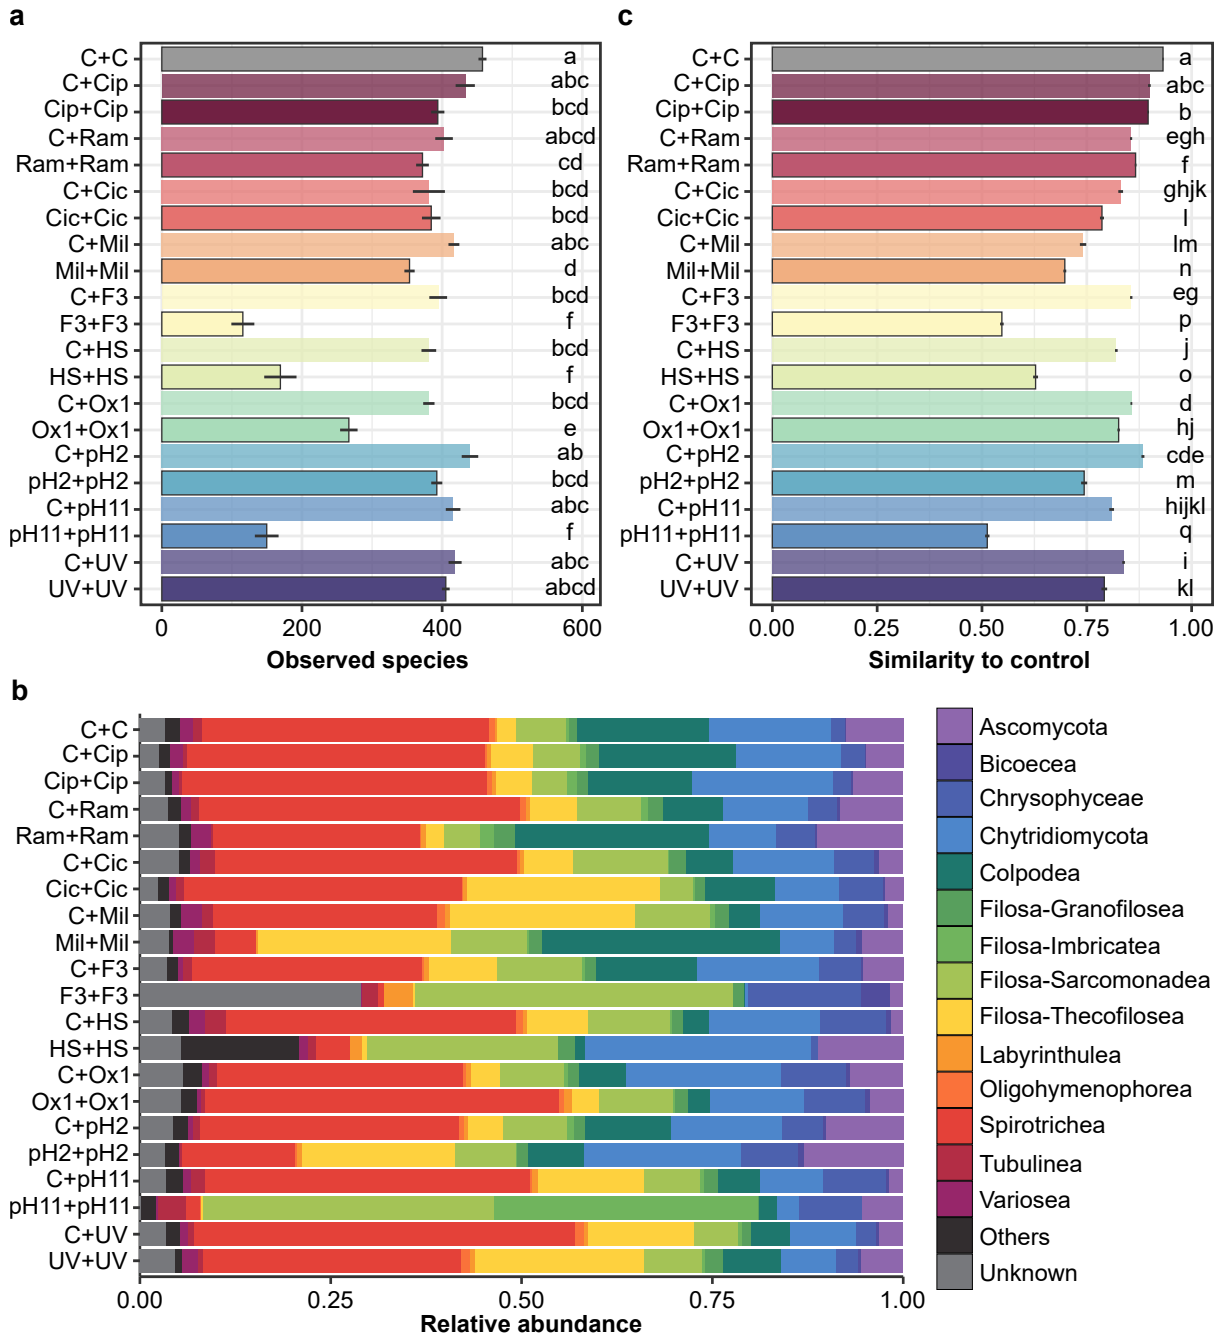 a
C+C a
C+Cip abc
Cip+Cip bcd
C+Ram abcd
Ram+Ram cd
C+Cic bcd
Cic+Cic bcd
C+Mil abc
Mil+Mil d
C+F3 bcd
F3+F3 f
C+HS bcd
HS+HS f
C+Ox1 bcd
Ox1+Ox1 e
C+pH2 ab
pH2+pH2 bcd
C+pH11 abc
pH11+pH11 f
C+UV abc
UV+UV abcd
0 200 400 600
Observed species
c
C+C a
C+Cip abc
Cip+Cip b
C+Ram egh
Ram+Ram f
C+Cic ghjk
Cic+Cic l
C+Mil lm
Mil+Mil n
C+F3 eg
F3+F3 p
C+HS j
HS+HS o
C+Ox1 d
Ox1+Ox1 hj
C+pH2 cde
pH2+pH2 m
C+pH11 hijkl
pH11+pH11 q
C+UV i
UV+UV kl
0.00 0.25 0.50 0.75 1.00
Similarity to control
b
C+C
C+Cip
Cip+Cip
C+Ram
Ram+Ram
C+Cic
Cic+Cic
C+Mil
Mil+Mil
C+F3
F3+F3
C+HS
HS+HS
C+Ox1
Ox1+Ox1
C+pH2
pH2+pH2
C+pH11
pH11+pH11
C+UV
UV+UV
0.00 0.25 0.50 0.75 1.00
Relative abundance
Ascomycota
Bicoecea
Chrysophyceae
Chytridiomycota
Colpodea
Filosa-Granofilosea
Filosa-Imbricatea
Filosa-Sarcomonadea
Filosa-Thecofilosea
Labyrinthulea
Oligohymenophorea
Spirotrichea
Tubulinea
Variosea
Others
Unknown